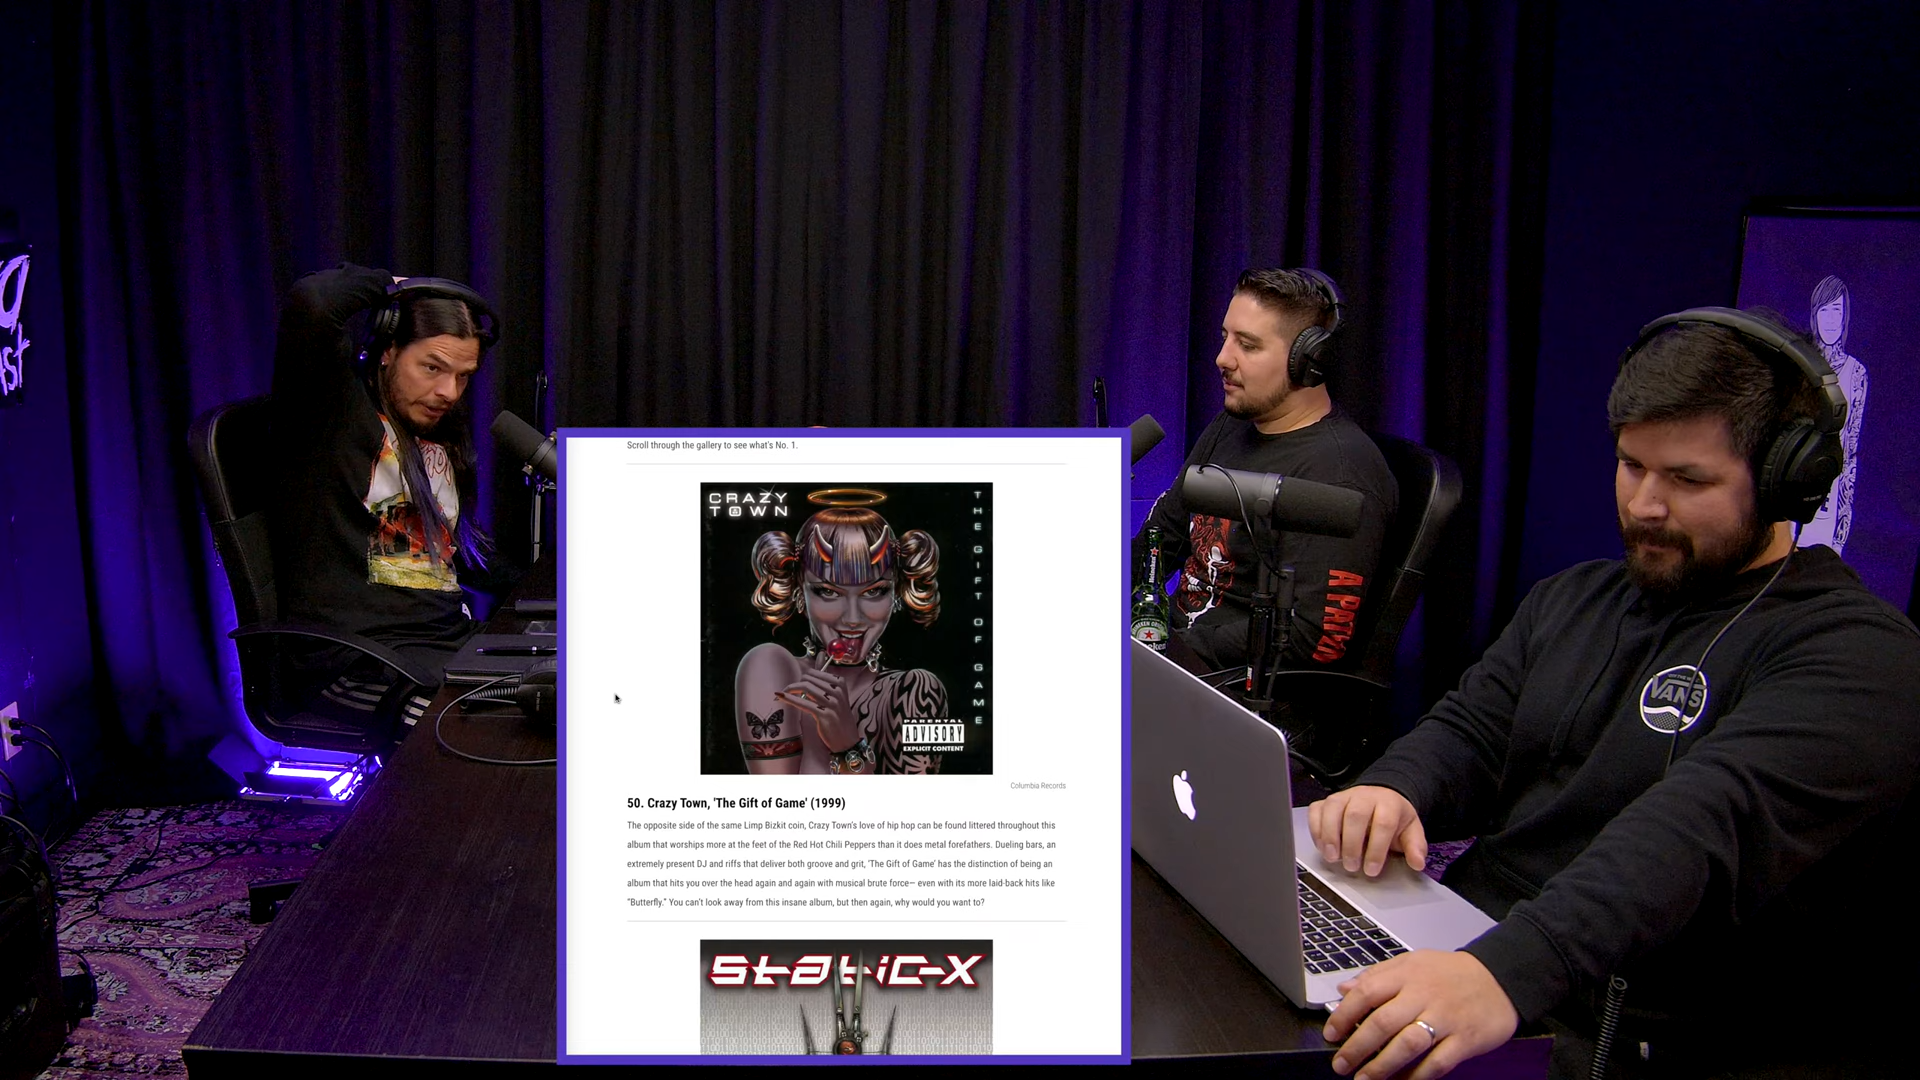 Scroll through the gallery to see what's No. 1.
CRAZY
TOWN
THE GIFT OF GAME
PARENTAL
ADVISORY
EXPLICIT CONTENT
Columbia Records
50. Crazy Town, 'The Gift of Game' (1999)
The opposite side of the same Limp Bizkit coin, Crazy Town's love of hip hop can be found littered throughout this
album that worships more at the feet of the Red Hot Chili Peppers than it does metal forefathers. Dueling bars, an
extremely present DJ and riffs that deliver both groove and grit, 'The Gift of Game' has the distinction of being an
album that hits you over the head again and again with musical brute force— even with its more laid-back hits like
"Butterfly." You can't look away from this insane album, but then again, why would you want to?
STATIC-X
Heineken
A PATH
VANS